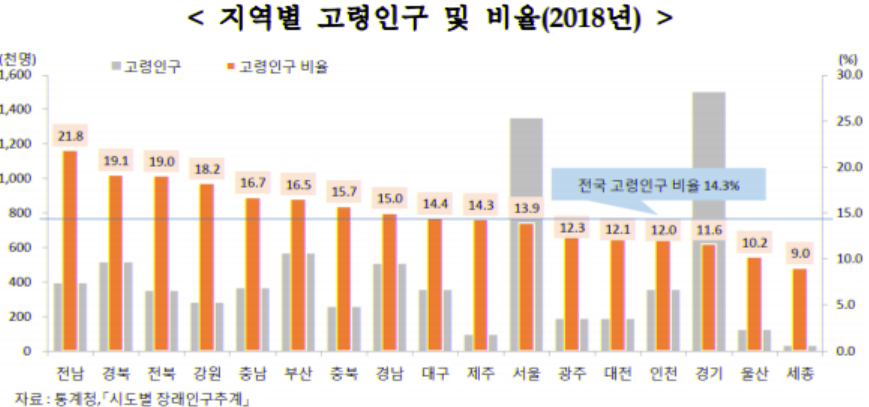 < 지역별 고령인구 및 비율(2018년) >
(천명) (%)
고령인구 고령인구 비율
1,600 30.0
1,400 25.0
1,200 20.0
1,000
800 15.0
600 10.0
400 5.0
200
0 0.0
21.8 19.1 19.0 18.2 16.7 16.5 15.7 15.0 14.4 14.3 13.9 12.3 12.1 12.0 11.6 10.2 9.0
전국 고령인구 비율 14.3%
전남 경북 전북 강원 충남 부산 충북 경남 대구 제주 서울 광주 대전 인천 경기 울산 세종
자료 : 통계청,「시도별 장래인구추계」